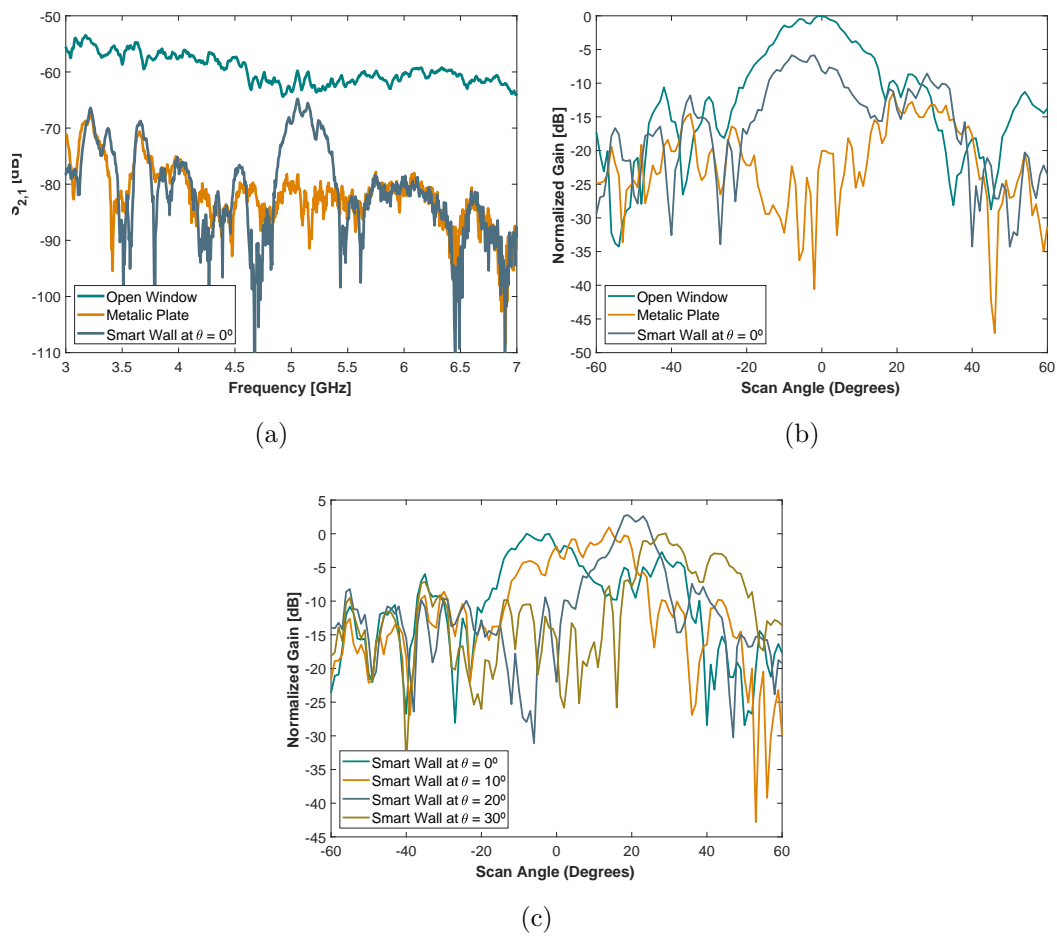 -50
-60
-70
-80
-90
-100
-110
S2,1 [dB]
Open Window
Metalic Plate
Smart Wall at θ = 0º
3 3.5 4 4.5 5 5.5 6 6.5 7
Frequency [GHz]
(a)
0
-5
-10
-15
-20
-25
-30
-35
-40
-45
-50
Normalized Gain [dB]
Open Window
Metalic Plate
Smart Wall at θ = 0º
-60 -40 -20 0 20 40 60
Scan Angle (Degrees)
(b)
5
0
-5
-10
-15
-20
-25
-30
-35
-40
-45
Normalized Gain [dB]
Smart Wall at θ = 0º
Smart Wall at θ = 10º
Smart Wall at θ = 20º
Smart Wall at θ = 30º
-60 -40 -20 0 20 40 60
Scan Angle (Degrees)
(c)